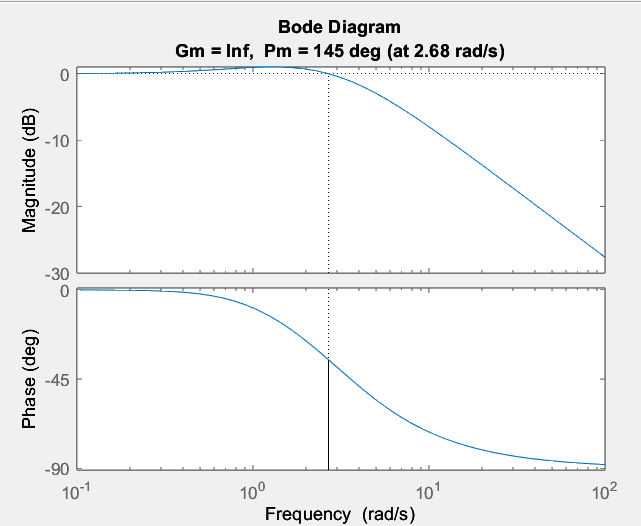 Bode Diagram
Gm = Inf,  Pm = 145 deg (at 2.68 rad/s)
Magnitude (dB)
0
-10
-20
-30
Phase (deg)
0
-45
-90
10^-1
10^0
10^1
10^2
Frequency  (rad/s)